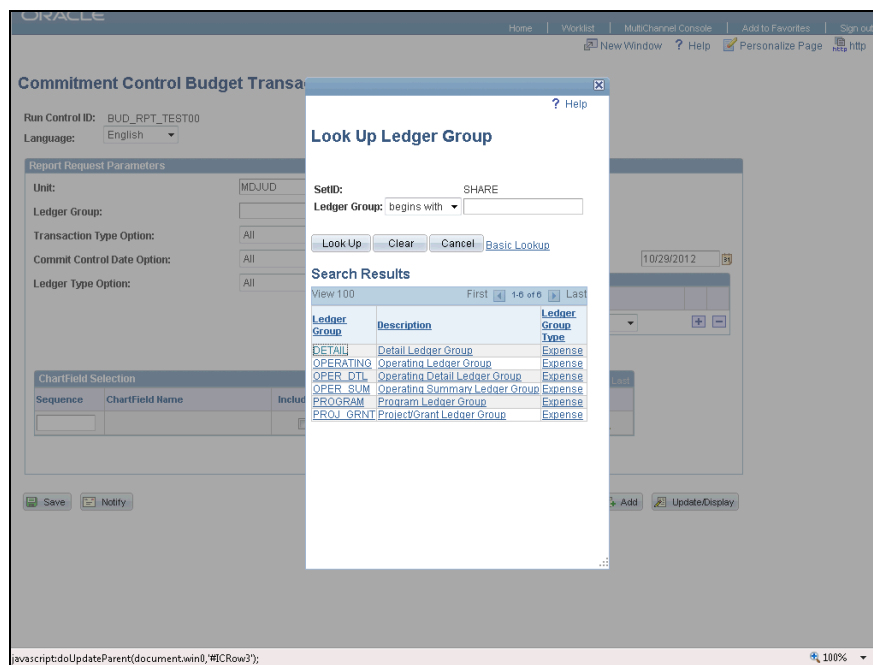 ORACLE
Home | Worklist | MultiChannel Console | Add to Favorites | Sign out
New Window ? Help Personalize Page http
Commitment Control Budget Transa
? Help
Run Control ID: BUD_RPT_TEST00
Language: English
Look Up Ledger Group
Report Request Parameters
Unit: MDJUD
SetID: SHARE
Ledger Group:
Ledger Group: begins with
Transaction Type Option: All
Look Up Clear Cancel Basic Lookup
Commit Control Date Option: All
10/29/2012
Search Results
Ledger Type Option: All
View 100 First 1-6 of 6 Last
Ledger Group Description Ledger Group Type
DETAIL Detail Ledger Group Expense
OPERATING Operating Ledger Group Expense
OPER_DTL Operating Detail Ledger Group Expense
OPER_SUM Operating Summary Ledger Group Expense
PROGRAM Program Ledger Group Expense
PROJ_GRNT Project/Grant Ledger Group Expense
ChartField Selection Last
Sequence ChartField Name Includ
Save Notify Add Update/Display
javascript:doUpdateParent(document.win0,'#ICRow3'); 100%